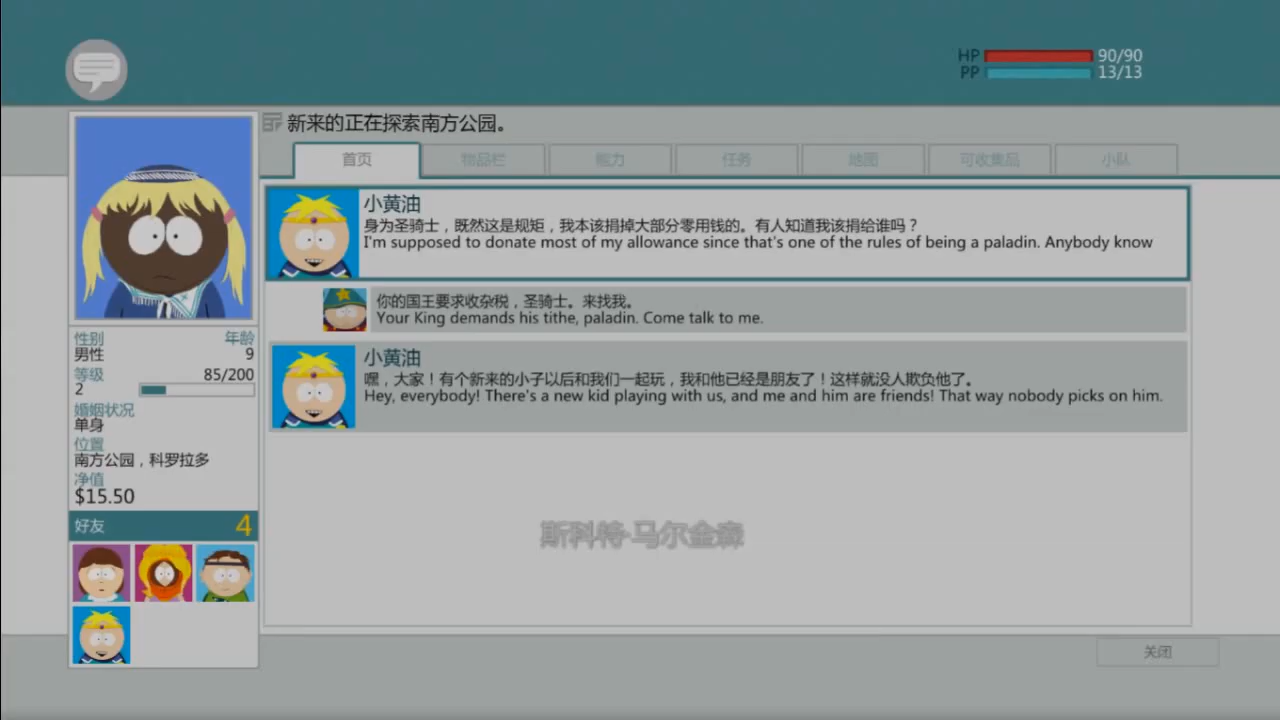 HP 90/90
PP 13/13
新来的正在探索南方公园。
首页 物品栏 能力 任务 地图 可收集品 小队
小黄油
身为圣骑士，既然这是规矩，我本该捐掉大部分零用钱的。有人知道我该捐给谁吗？
I'm supposed to donate most of my allowance since that's one of the rules of being a paladin. Anybody know
你的国王要求收杂税，圣骑士。来找我。
Your King demands his tithe, paladin. Come talk to me.
小黄油
嘿，大家！有个新来的小子以后和我们一起玩，我和他已经是朋友了！这样就没人欺负他了。
Hey, everybody! There's a new kid playing with us, and me and him are friends! That way nobody picks on him.
性别 年龄
男性 9
等级 85/200
2
婚姻状况
单身
位置
南方公园，科罗拉多
净值
$15.50
好友 4
斯科特·马尔金森
关闭